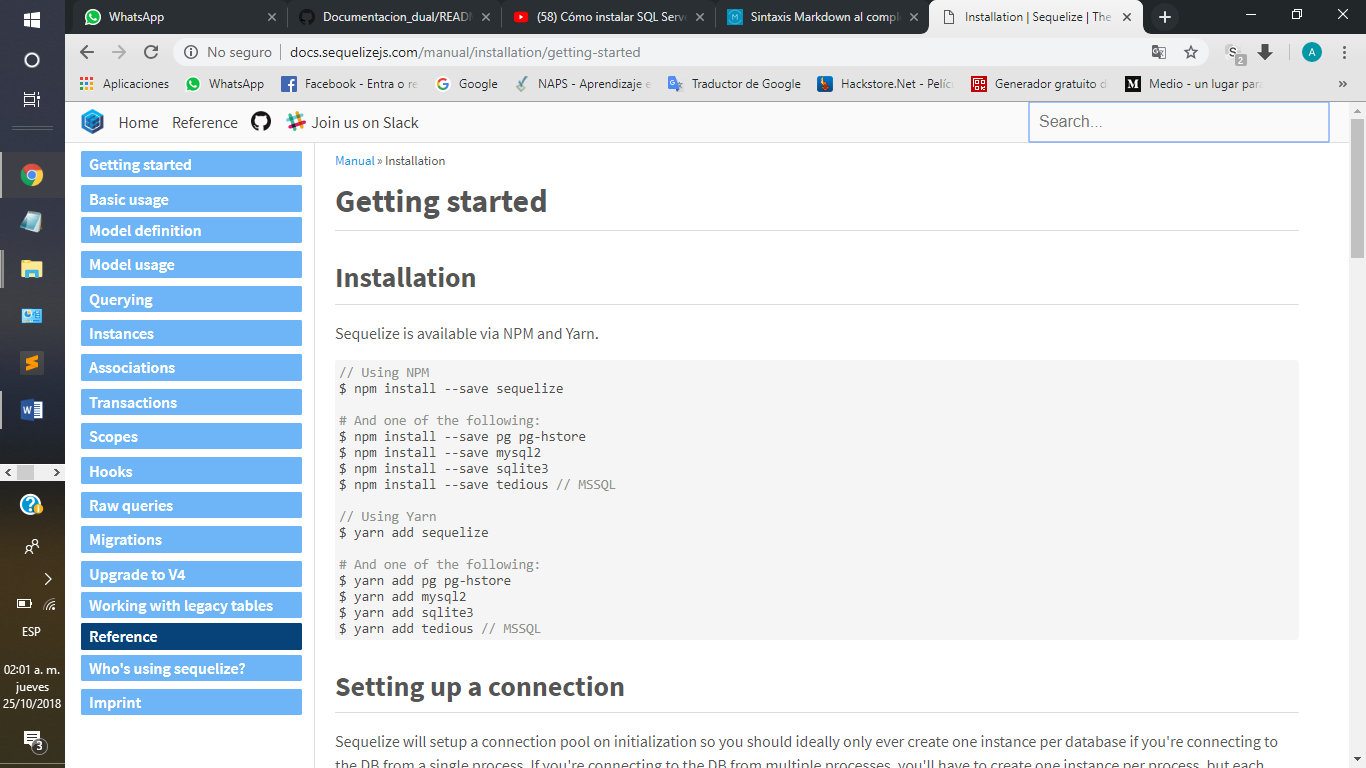 WhatsApp
Documentacion_dual/READ
(58) Cómo instalar SQL Serv
Sintaxis Markdown al compl
Installation | Sequelize | The
No seguro
docs.sequelizejs.com/manual/installation/getting-started
S
2
A
Aplicaciones
WhatsApp
Facebook - Entra o re
Google
NAPS - Aprendizaje e
Traductor de Google
Hackstore.Net - Pelíc
Generador gratuito d
Medio - un lugar par
Home
Reference
Join us on Slack
Search...
Getting started
Basic usage
Model definition
Model usage
Querying
Instances
Associations
Transactions
Scopes
Hooks
Raw queries
Migrations
Upgrade to V4
Working with legacy tables
Reference
Who's using sequelize?
Imprint
Manual » Installation
Getting started
Installation
Sequelize is available via NPM and Yarn.
// Using NPM
$ npm install --save sequelize
# And one of the following:
$ npm install --save pg pg-hstore
$ npm install --save mysql2
$ npm install --save sqlite3
$ npm install --save tedious // MSSQL
// Using Yarn
$ yarn add sequelize
# And one of the following:
$ yarn add pg pg-hstore
$ yarn add mysql2
$ yarn add sqlite3
$ yarn add tedious // MSSQL
Setting up a connection
Sequelize will setup a connection pool on initialization so you should ideally only ever create one instance per database if you're connecting to
the DB from a single process. If you're connecting to the DB from multiple processes, you'll have to create one instance per process, but each
ESP
02:01 a. m.
jueves
25/10/2018
3